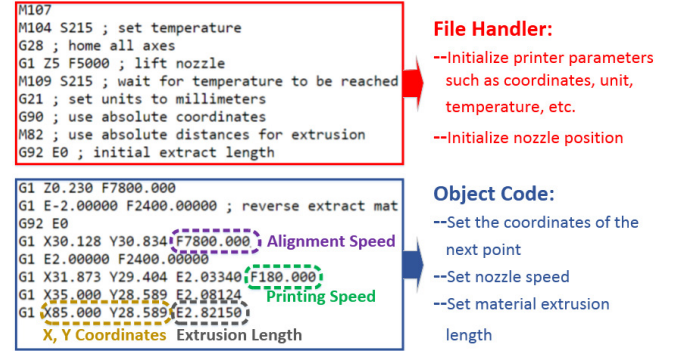 M107
M104 S215 ; set temperature
G28 ; home all axes
G1 Z5 F5000 ; lift nozzle
M109 S215 ; wait for temperature to be reached
G21 ; set units to millimeters
G90 ; use absolute coordinates
M82 ; use absolute distances for extrusion
G92 E0 ; initial extract length
File Handler:
--Initialize printer parameters
such as coordinates, unit,
temperature, etc.
--Initialize nozzle position
G1 Z0.230 F7800.000
G1 E-2.00000 F2400.00000 ; reverse extract mat
G92 E0
G1 X30.128 Y30.834 F7800.000 Alignment Speed
G1 E2.00000 F2400.00000
G1 X31.873 Y29.404 E2.03340 F180.000
G1 X35.000 Y28.589 E2.08124 Printing Speed
G1 X85.000 Y28.589 E2.82150
X, Y Coordinates Extrusion Length
Object Code:
--Set the coordinates of the
next point
--Set nozzle speed
--Set material extrusion
length